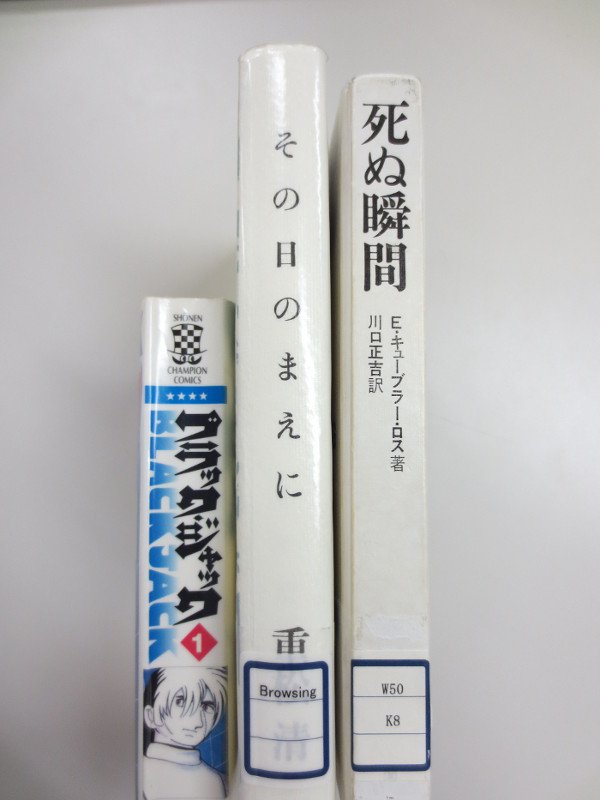 SHONEN
CHAMPION
COMICS
★★★★
ブラック・ジャック
BLACK JACK
1
その日のまえに
重松 清
Browsing
死ぬ瞬間
E・キューブラー・ロス著
川口正吉訳
W50
K8